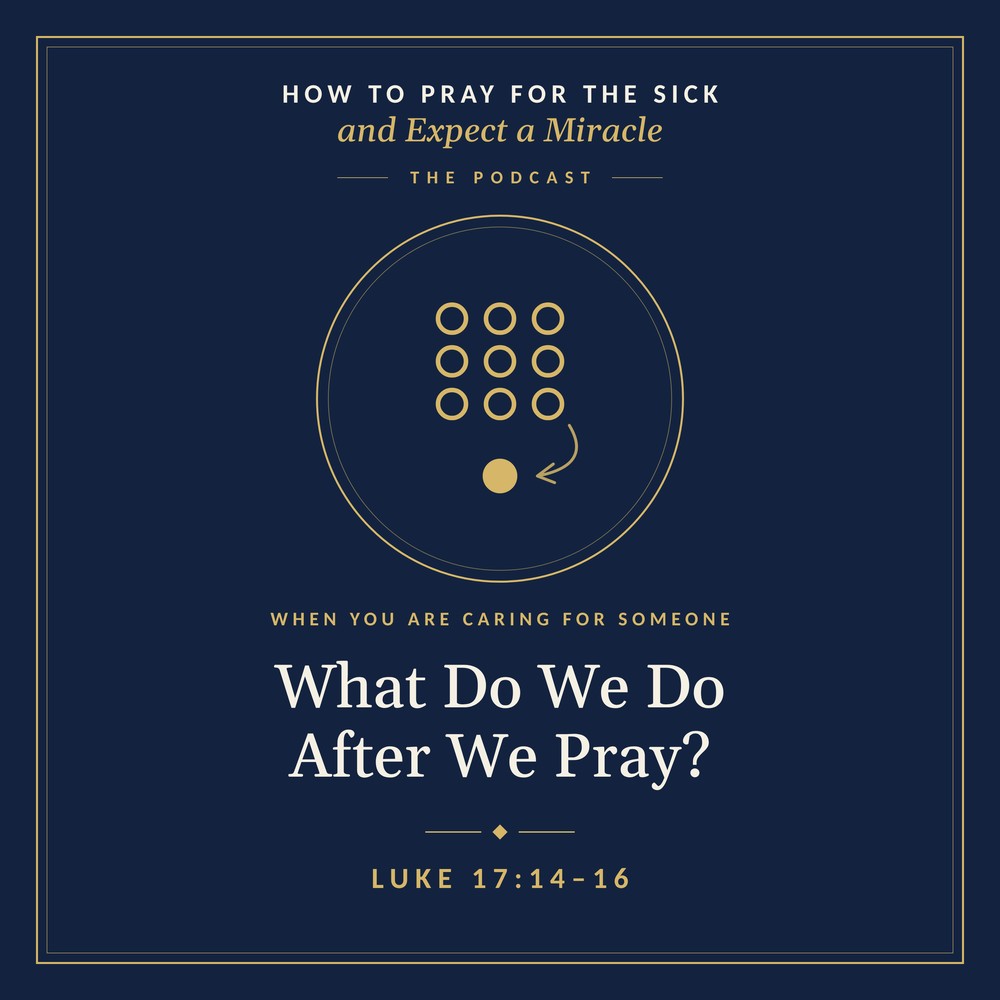 HOW TO PRAY FOR THE SICK
and Expect a Miracle
THE PODCAST
WHEN YOU ARE CARING FOR SOMEONE
What Do We Do
After We Pray?
LUKE 17:14–16